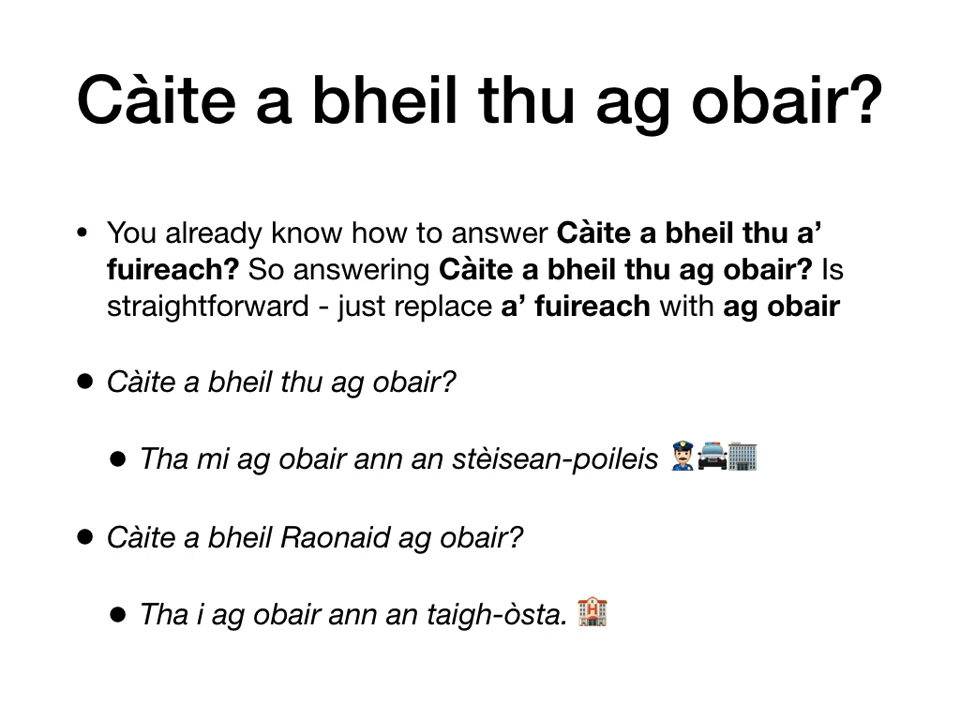 Càite a bheil thu ag obair?
• You already know how to answer Càite a bheil thu a’
fuireach? So answering Càite a bheil thu ag obair? Is
straightforward - just replace a’ fuireach with ag obair
• Càite a bheil thu ag obair?
• Tha mi ag obair ann an stèisean-poileis 👮🏻‍♂️🚔🏢
• Càite a bheil Raonaid ag obair?
• Tha i ag obair ann an taigh-òsta. 🏨